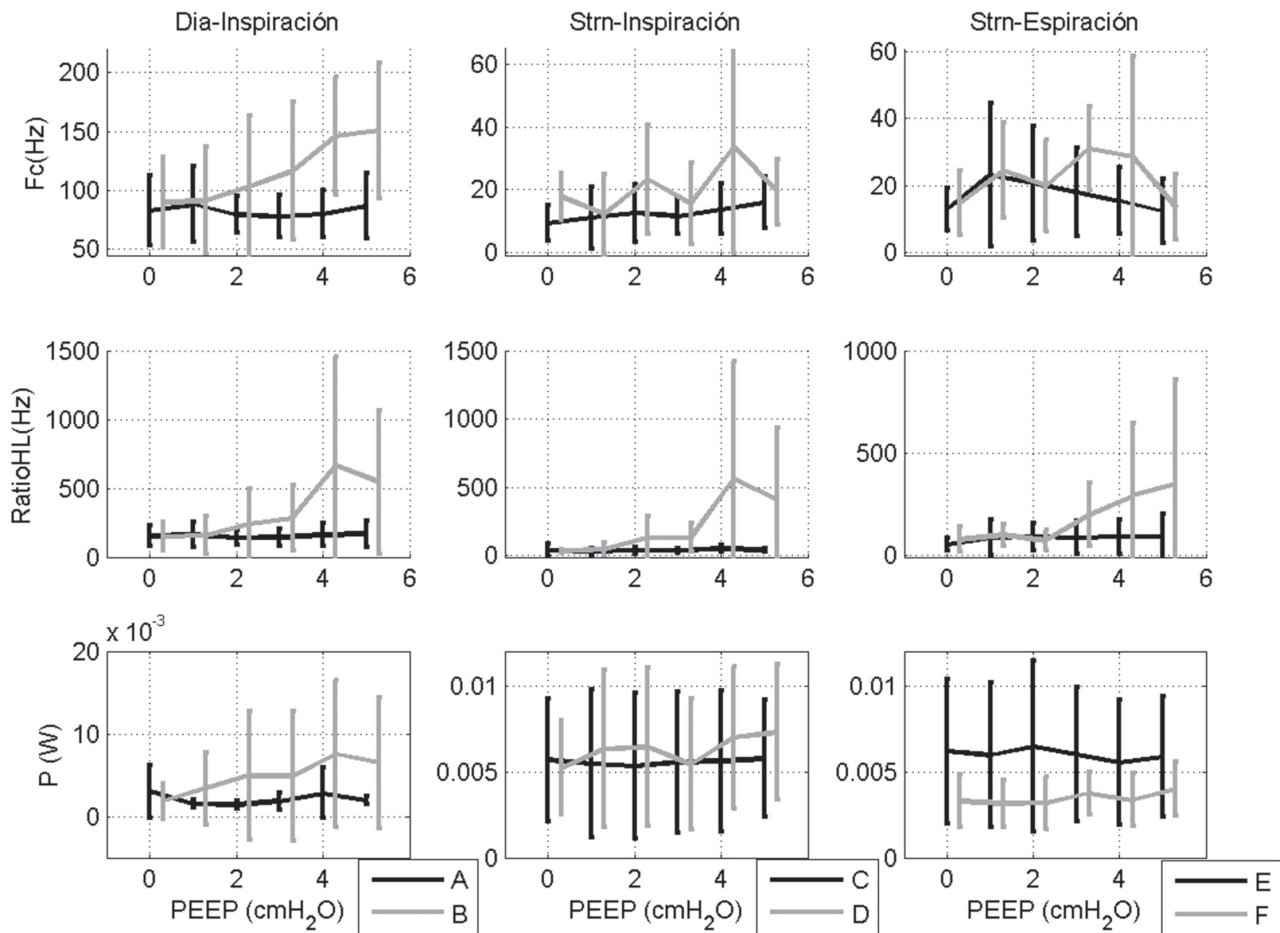 Dia-Inspiración
Strn-Inspiración
Strn-Espiración
Fc(Hz)
200
150
100
50
0 2 4 6
60
40
20
0
0 2 4 6
60
40
20
0
0 2 4 6
RatioHL(Hz)
1500
1000
500
0
0 2 4 6
1500
1000
500
0
0 2 4 6
1000
500
0
0 2 4 6
P (W)
x 10-3
20
10
0
0 2 4 6
PEEP (cmH2O)
A
B
0.01
0.005
0
0 2 4 6
PEEP (cmH2O)
C
D
0.01
0.005
0
0 2 4 6
PEEP (cmH2O)
E
F